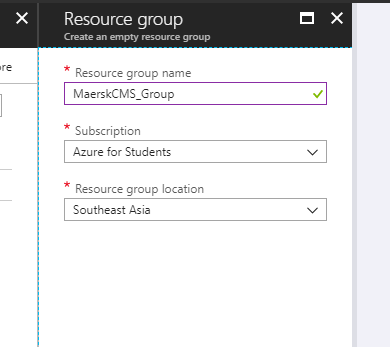 Resource group
Create an empty resource group
ore
* Resource group name
MaerskCMS_Group
* Subscription
Azure for Students
* Resource group location
Southeast Asia